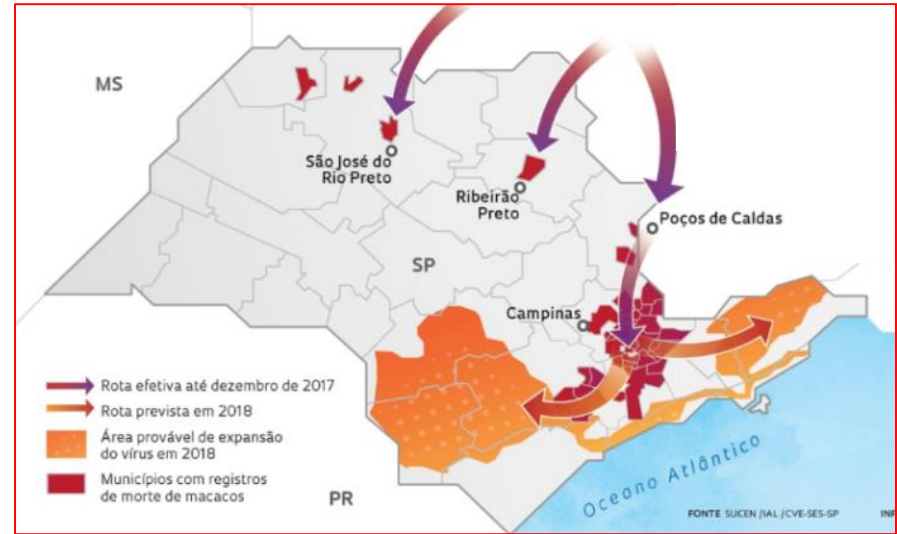 MS
São José do
Rio Preto
Ribeirão
Preto
Poços de Caldas
SP
Campinas
Rota efetiva até dezembro de 2017
Rota prevista em 2018
Área provável de expansão
do vírus em 2018
Municípios com registros
de morte de macacos
PR
Oceano Atlântico
FONTE SUCEN /IAL /CVE-SES-SP